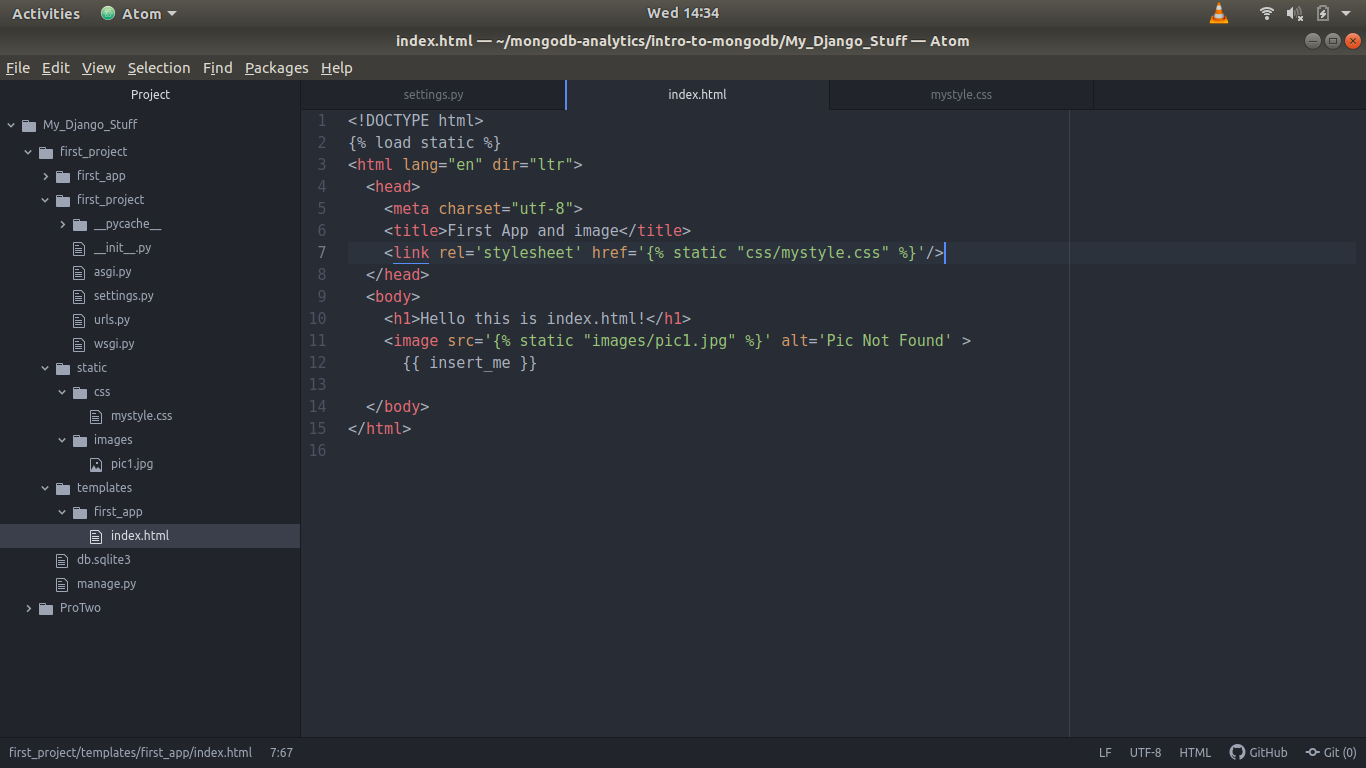 Activities Atom Wed 14:34
index.html — ~/mongodb-analytics/intro-to-mongodb/My_Django_Stuff — Atom
File Edit View Selection Find Packages Help
Project
My_Django_Stuff
first_project
first_app
first_project
__pycache__
__init__.py
asgi.py
settings.py
urls.py
wsgi.py
static
css
mystyle.css
images
pic1.jpg
templates
first_app
index.html
db.sqlite3
manage.py
ProTwo
settings.py index.html mystyle.css
1 <!DOCTYPE html>
2 {% load static %}
3 <html lang="en" dir="ltr">
4 <head>
5 <meta charset="utf-8">
6 <title>First App and image</title>
7 <link rel='stylesheet' href='{% static "css/mystyle.css" %}'/>
8 </head>
9 <body>
10 <h1>Hello this is index.html!</h1>
11 <image src='{% static "images/pic1.jpg" %}' alt='Pic Not Found' >
12 {{ insert_me }}
13
14 </body>
15 </html>
16
first_project/templates/first_app/index.html 7:67 LF UTF-8 HTML GitHub Git (0)